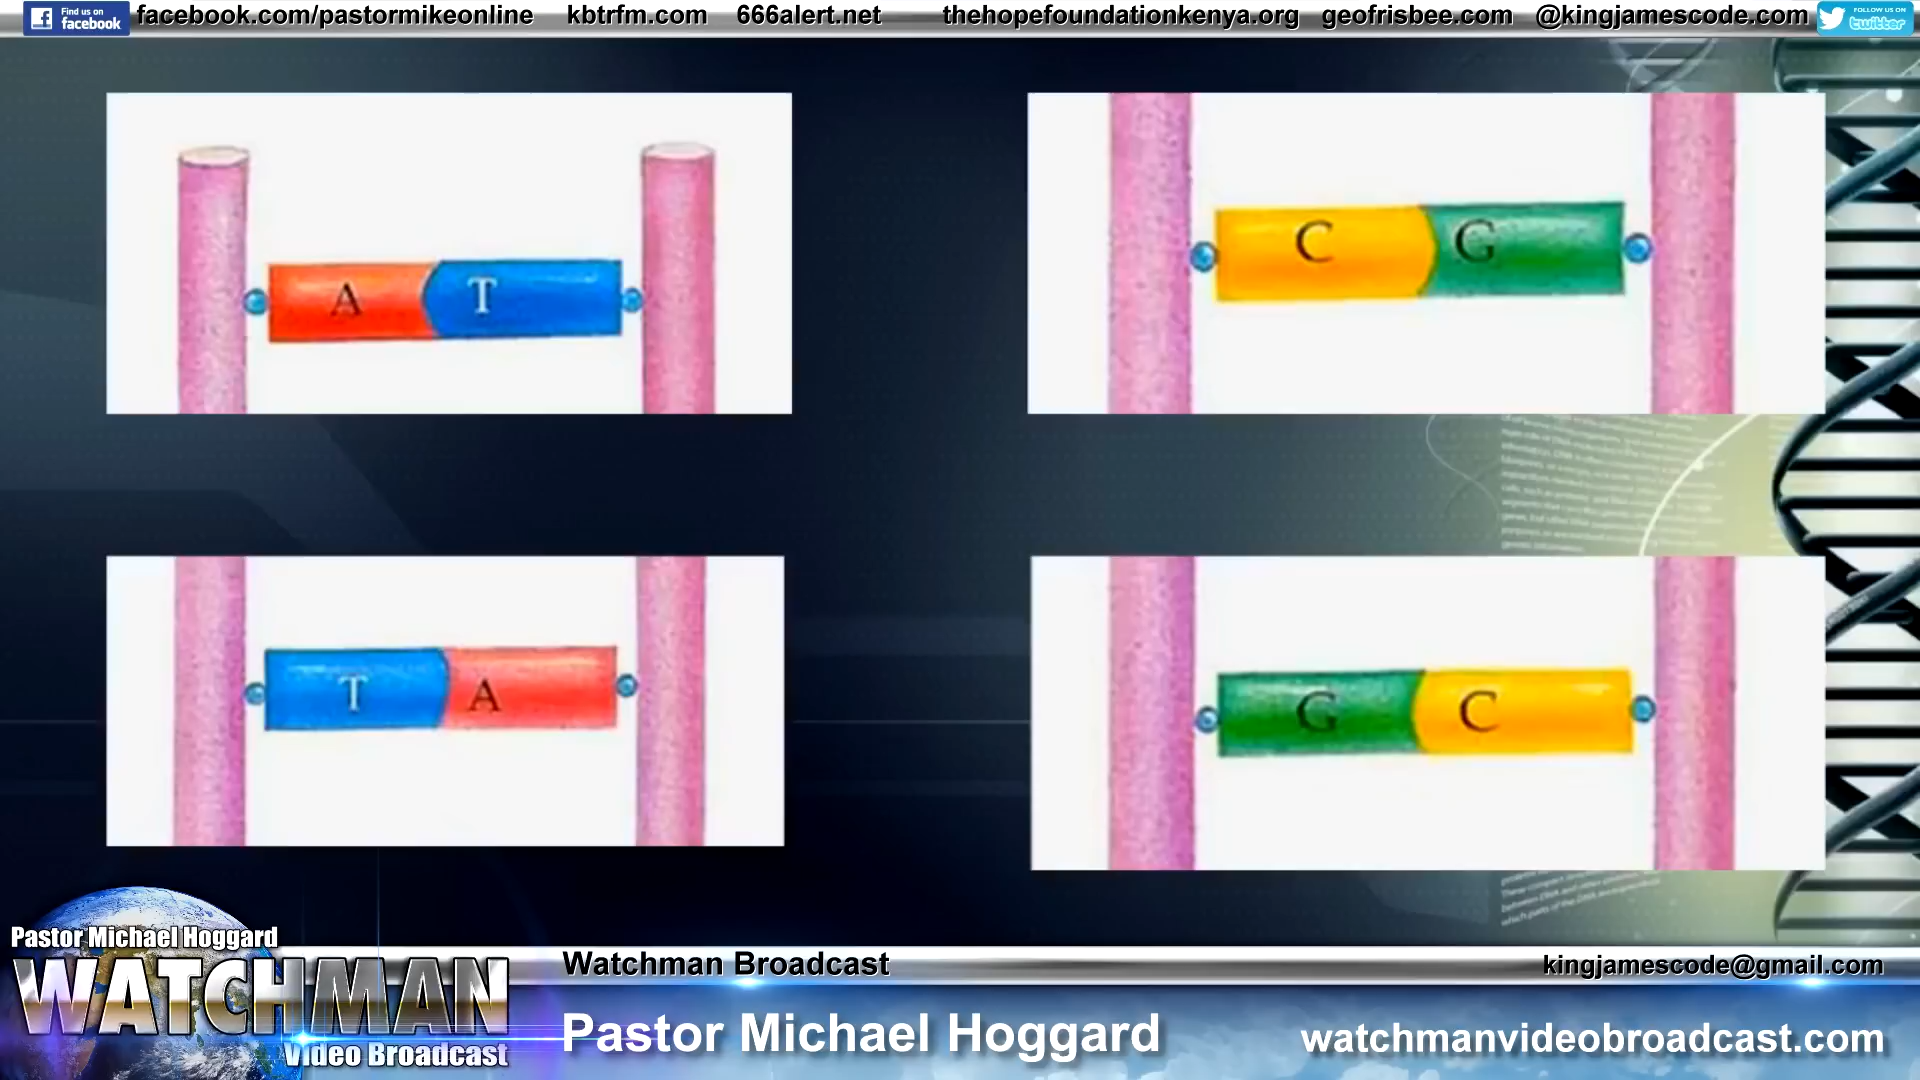 Find us on
facebook
facebook.com/pastormikeonline kbtrfm.com 666alert.net thehopefoundationkenya.org geofrisbee.com @kingjamescode.com
FOLLOW US ON
twitter
A T
C G
T A
G C
Pastor Michael Hoggard
WATCHMAN
Video Broadcast
Watchman Broadcast
kingjamescode@gmail.com
Pastor Michael Hoggard
watchmanvideobroadcast.com